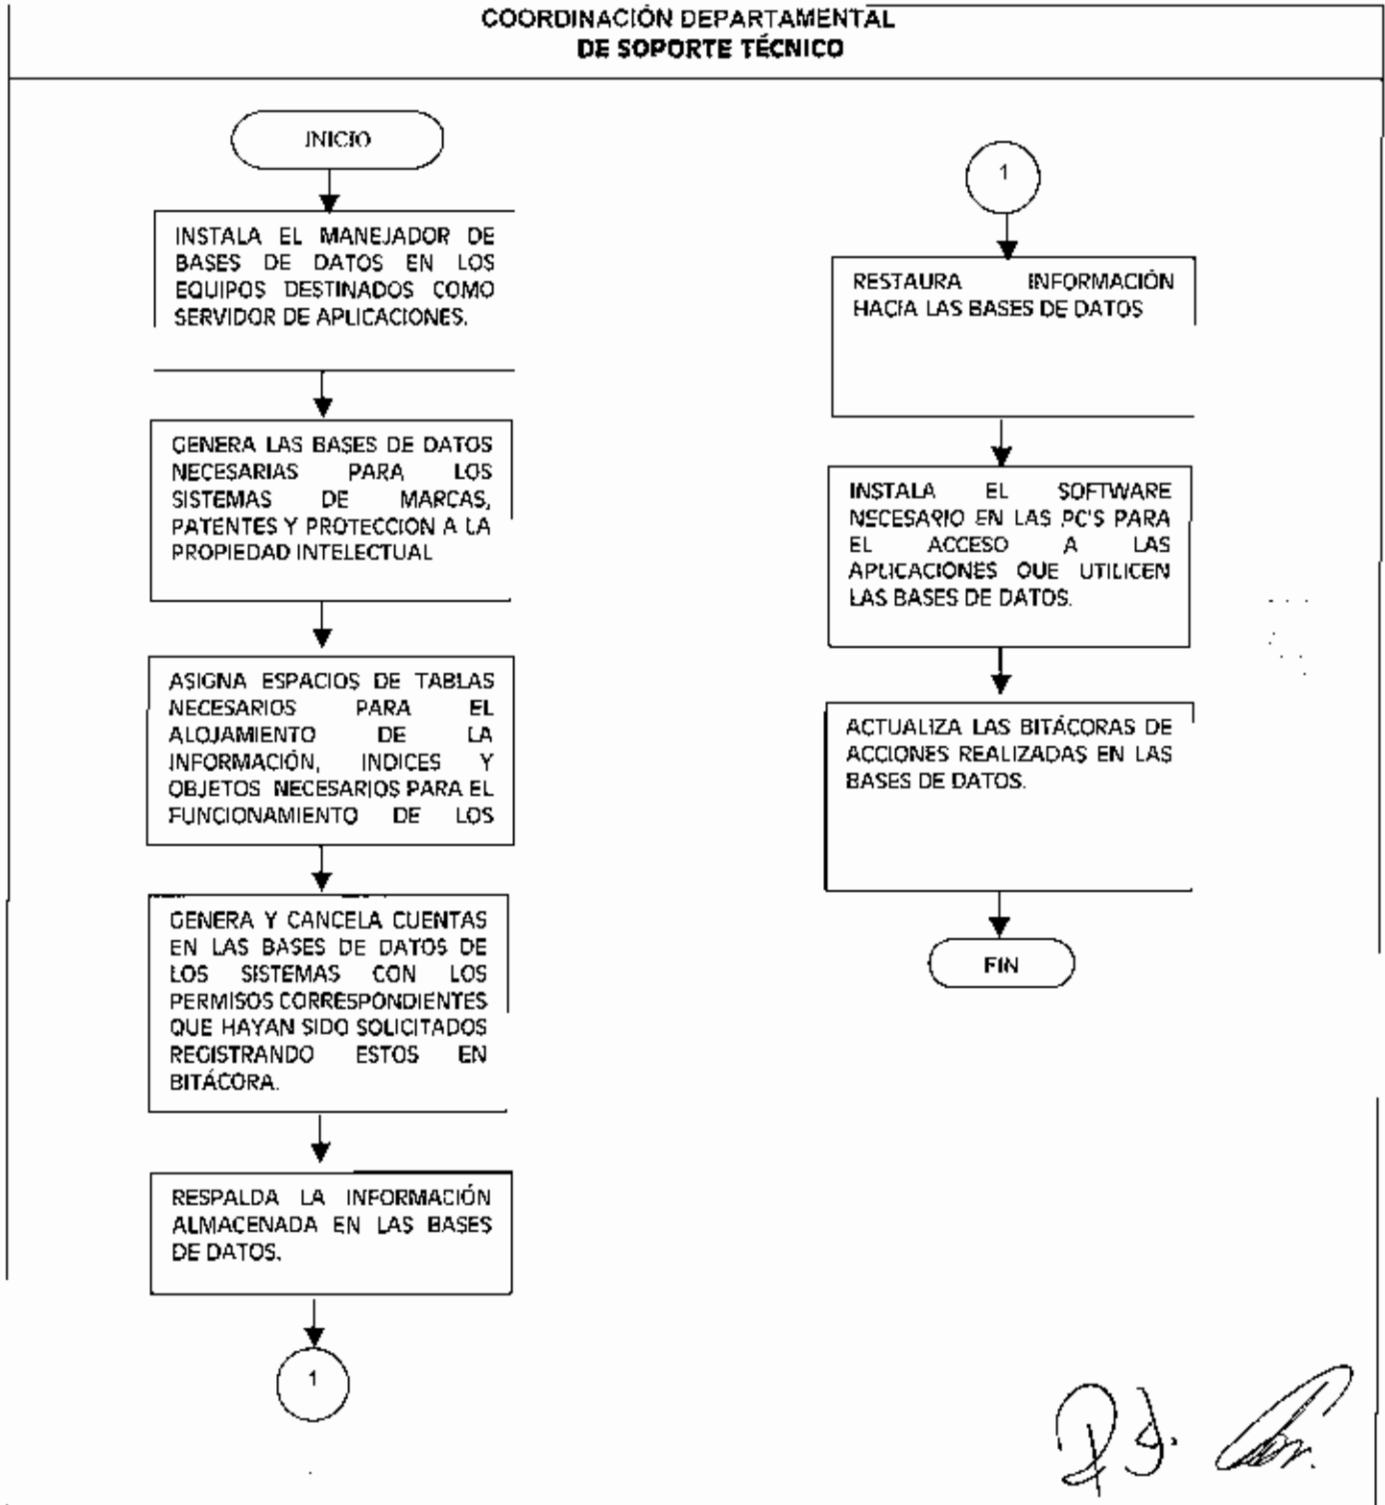 COORDINACIÓN DEPARTAMENTAL
DE SOPORTE TÉCNICO
INICIO
INSTALA EL MANEJADOR DE
BASES DE DATOS EN LOS
EQUIPOS DESTINADOS COMO
SERVIDOR DE APLICACIONES.
GENERA LAS BASES DE DATOS
NECESARIAS PARA LOS
SISTEMAS DE MARCAS,
PATENTES Y PROTECCION A LA
PROPIEDAD INTELECTUAL
ASIGNA ESPACIOS DE TABLAS
NECESARIOS PARA EL
ALOJAMIENTO DE LA
INFORMACIÓN, INDICES Y
OBJETOS NECESARIOS PARA EL
FUNCIONAMIENTO DE LOS
GENERA Y CANCELA CUENTAS
EN LAS BASES DE DATOS DE
LOS SISTEMAS CON LOS
PERMISOS CORRESPONDIENTES
QUE HAYAN SIDO SOLICITADOS
REGISTRANDO ESTOS EN
BITÁCORA.
RESPALDA LA INFORMACIÓN
ALMACENADA EN LAS BASES
DE DATOS.
1
1
RESTAURA INFORMACIÓN
HACIA LAS BASES DE DATOS
INSTALA EL SOFTWARE
NECESARIO EN LAS PC'S PARA
EL ACCESO A LAS
APLICACIONES QUE UTILICEN
LAS BASES DE DATOS.
ACTUALIZA LAS BITÁCORAS DE
ACCIONES REALIZADAS EN LAS
BASES DE DATOS.
FIN